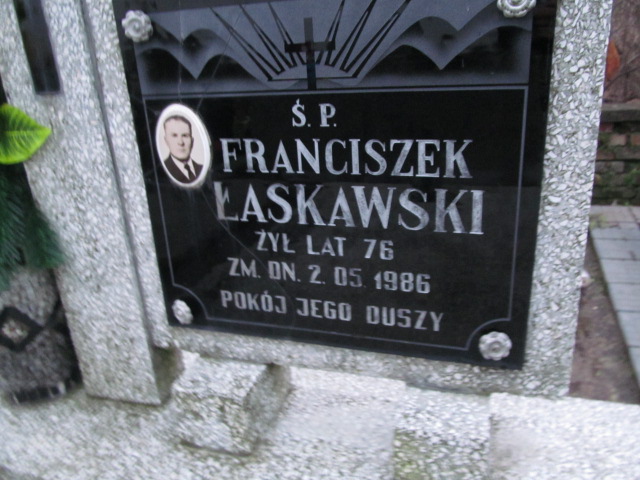 Ś. P.
FRANCISZEK
ŁASKAWSKI
ŻYŁ LAT 76
ZM. DN. 2. 05. 1986
POKÓJ JEGO DUSZY